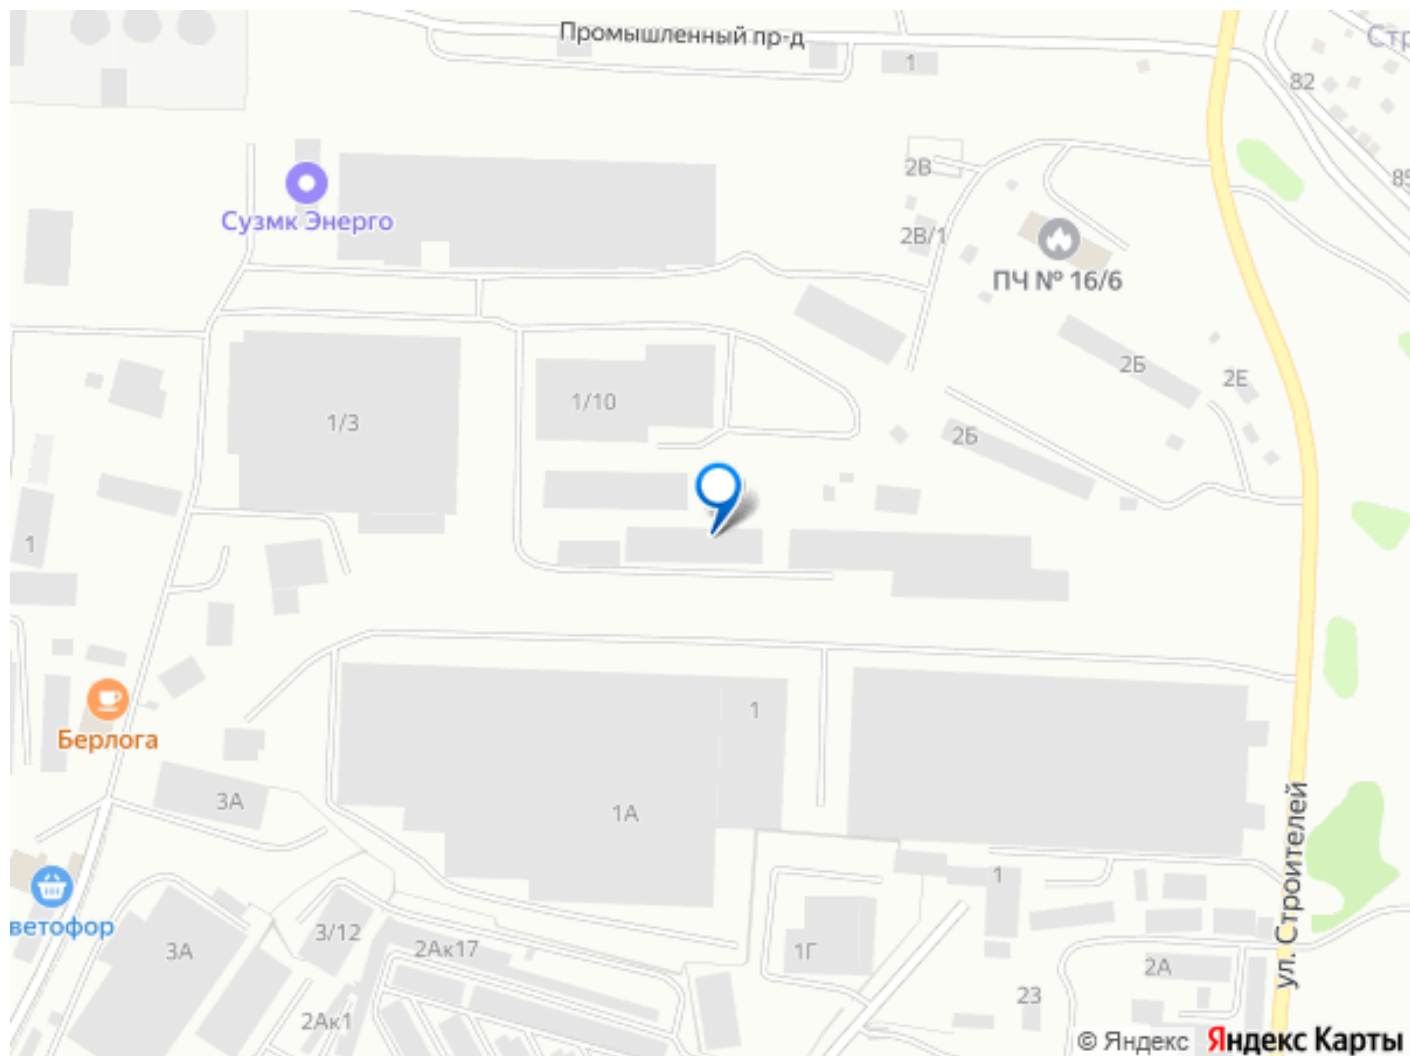 Промышленный пр-д
1
82
2В
85
Сузмк Энерго
2В/1
ПЧ № 16/6
2Б
2Е
1/10
1/3
2Б
1
1
Берлога
3А
1А
1
ветофор
3/12
2Ак17
3А
1Г
2А
23
2Ак1
ул. Строителей
© Яндекс Яндекс Карты